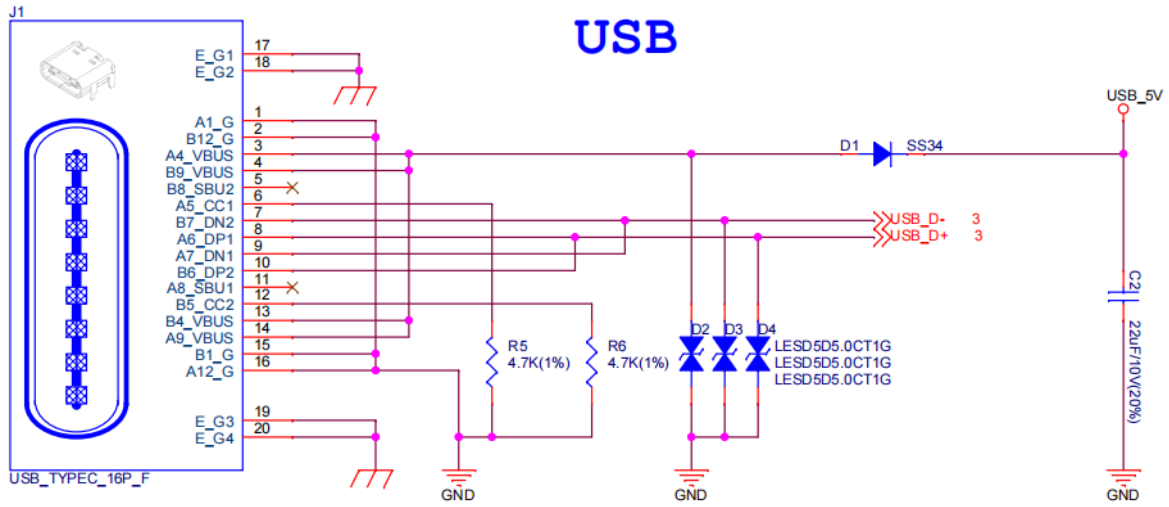 J1
USB
E_G1 17
E_G2 18
A1_G 1
B12_G 2
A4_VBUS 3
B9_VBUS 4
B8_SBU2 5
A5_CC1 6
B7_DN2 7
A6_DP1 8
A7_DN1 9
B6_DP2 10
A8_SBU1 11
B5_CC2 12
B4_VBUS 13
A9_VBUS 14
B1_G 15
A12_G 16
E_G3 19
E_G4 20
USB_TYPEC_16P_F
R5
4.7K(1%)
R6
4.7K(1%)
GND
D1 SS34
USB_D- 3
USB_D+ 3
D2 D3 D4
LESD5D5.0CT1G
LESD5D5.0CT1G
LESD5D5.0CT1G
GND
USB_5V
C2
22uF/10V(20%)
GND